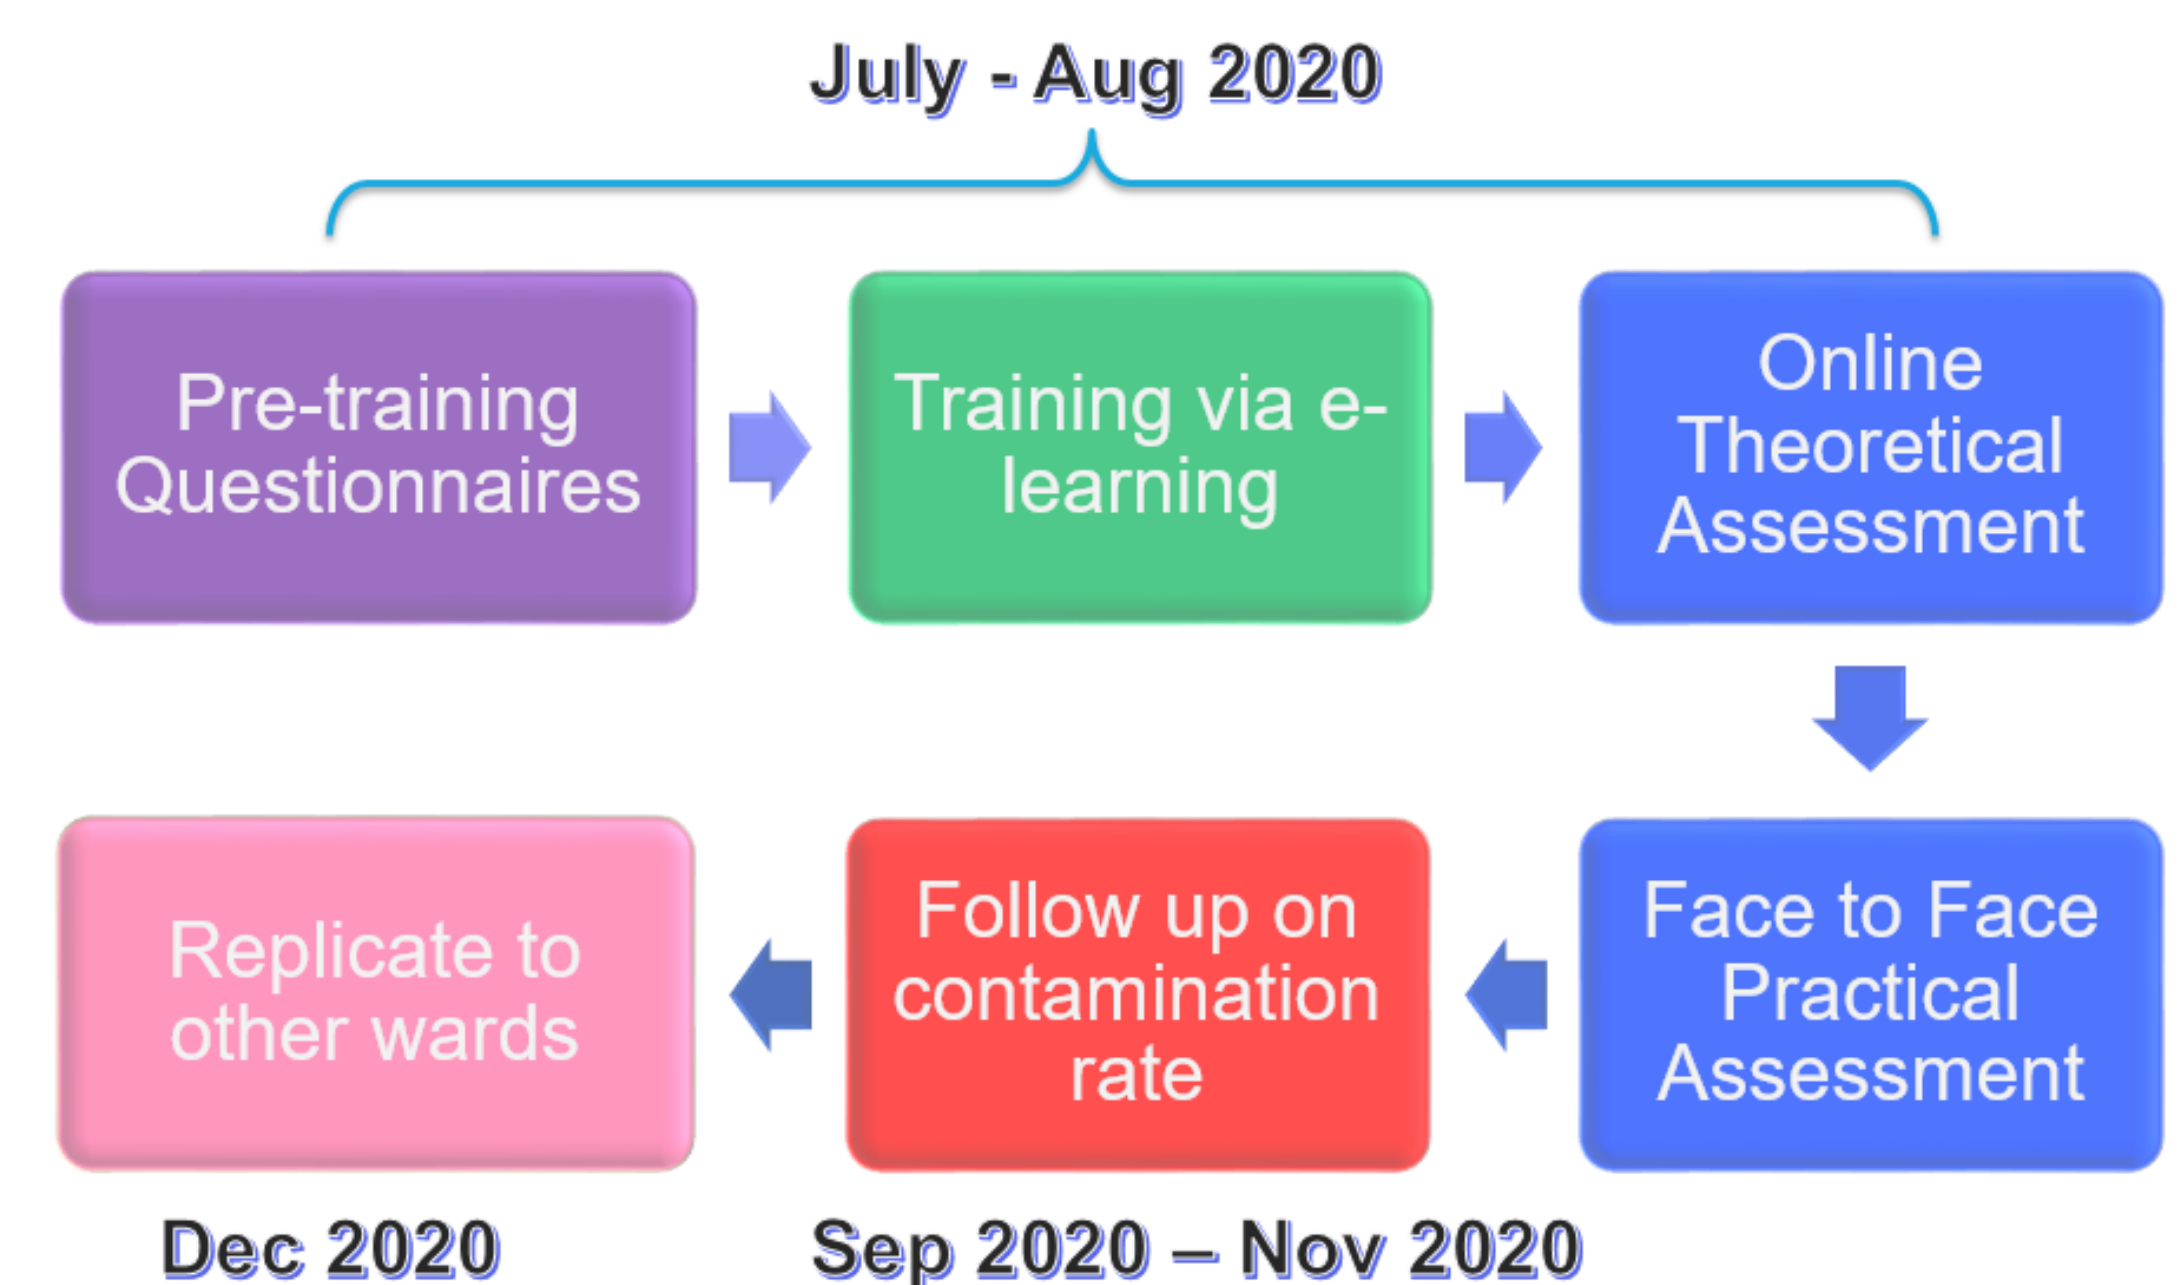 July - Aug 2020
Pre-training
Questionnaires
Training via e-
learning
Online
Theoretical
Assessment
Face to Face
Practical
Assessment
Follow up on
contamination
rate
Replicate to
other wards
Dec 2020
Sep 2020 – Nov 2020